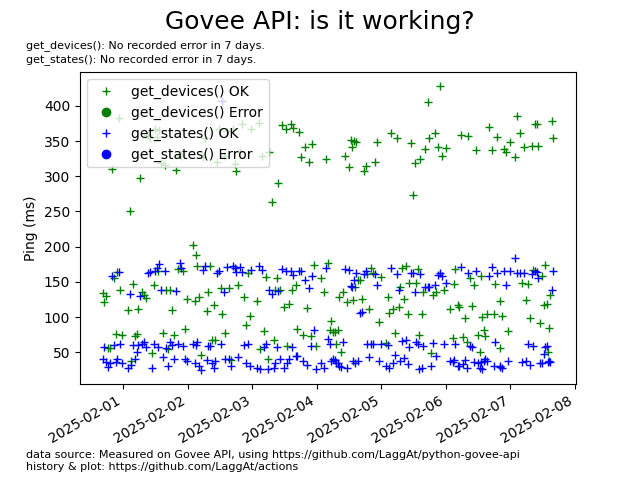 Govee API: is it working?
get_devices(): No recorded error in 7 days.
get_states(): No recorded error in 7 days.
get_devices() OK
get_devices() Error
get_states() OK
get_states() Error
Ping (ms)
400
350
300
250
200
150
100
50
2025-02-01
2025-02-02
2025-02-03
2025-02-04
2025-02-05
2025-02-06
2025-02-07
2025-02-08
data source: Measured on Govee API, using https://github.com/LaggAt/python-govee-api
history & plot: https://github.com/LaggAt/actions